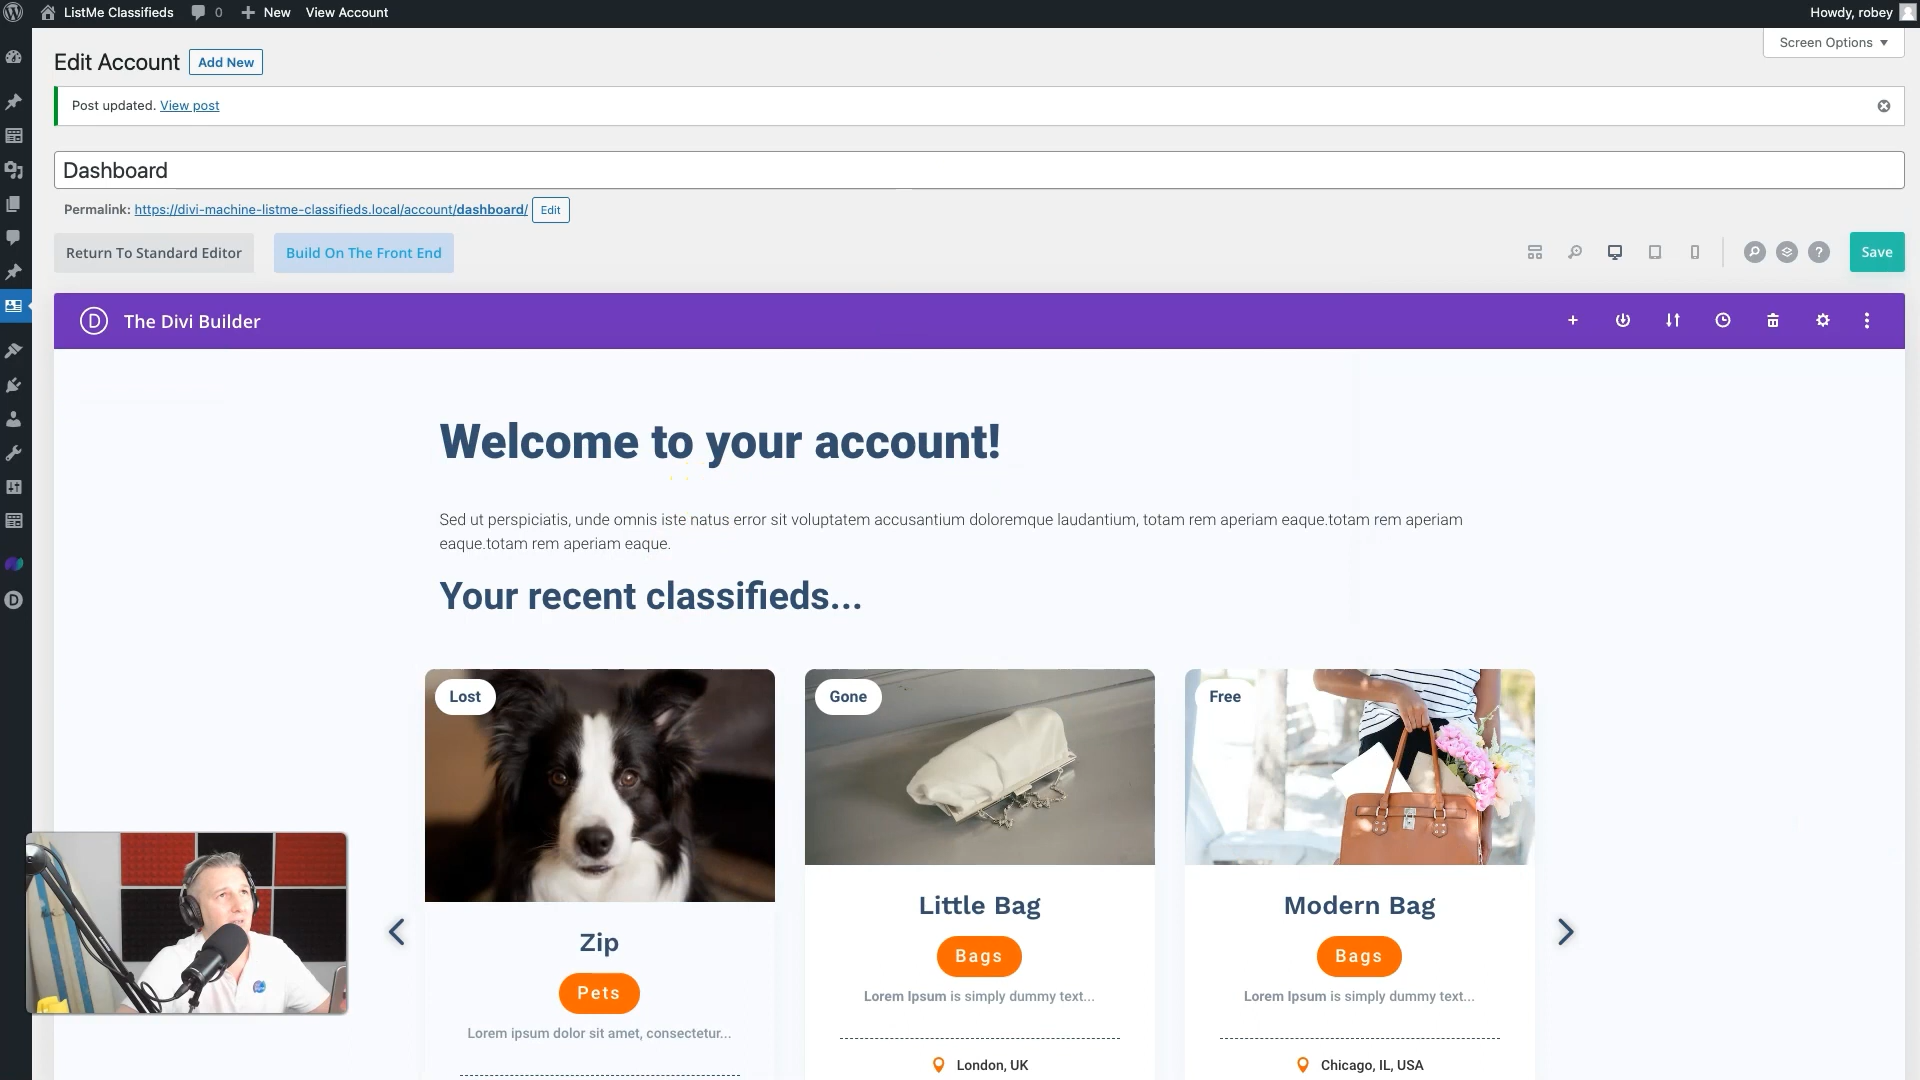 ListMe Classifieds
0
New
View Account
Howdy, robey
Screen Options
Edit Account
Add New
Post updated. View post
Dashboard
Permalink: https://divi-machine-listme-classifieds.local/account/dashboard/
Edit
Return To Standard Editor
Build On The Front End
Save
D The Divi Builder
Welcome to your account!
Sed ut perspiciatis, unde omnis iste natus error sit voluptatem accusantium doloremque laudantium, totam rem aperiam eaque.totam rem aperiam
eaque.totam rem aperiam eaque.
Your recent classifieds...
Lost
Gone
Free
Zip
Pets
Lorem ipsum dolor sit amet, consectetur...
Little Bag
Bags
Lorem Ipsum is simply dummy text...
London, UK
Modern Bag
Bags
Lorem Ipsum is simply dummy text...
Chicago, IL, USA